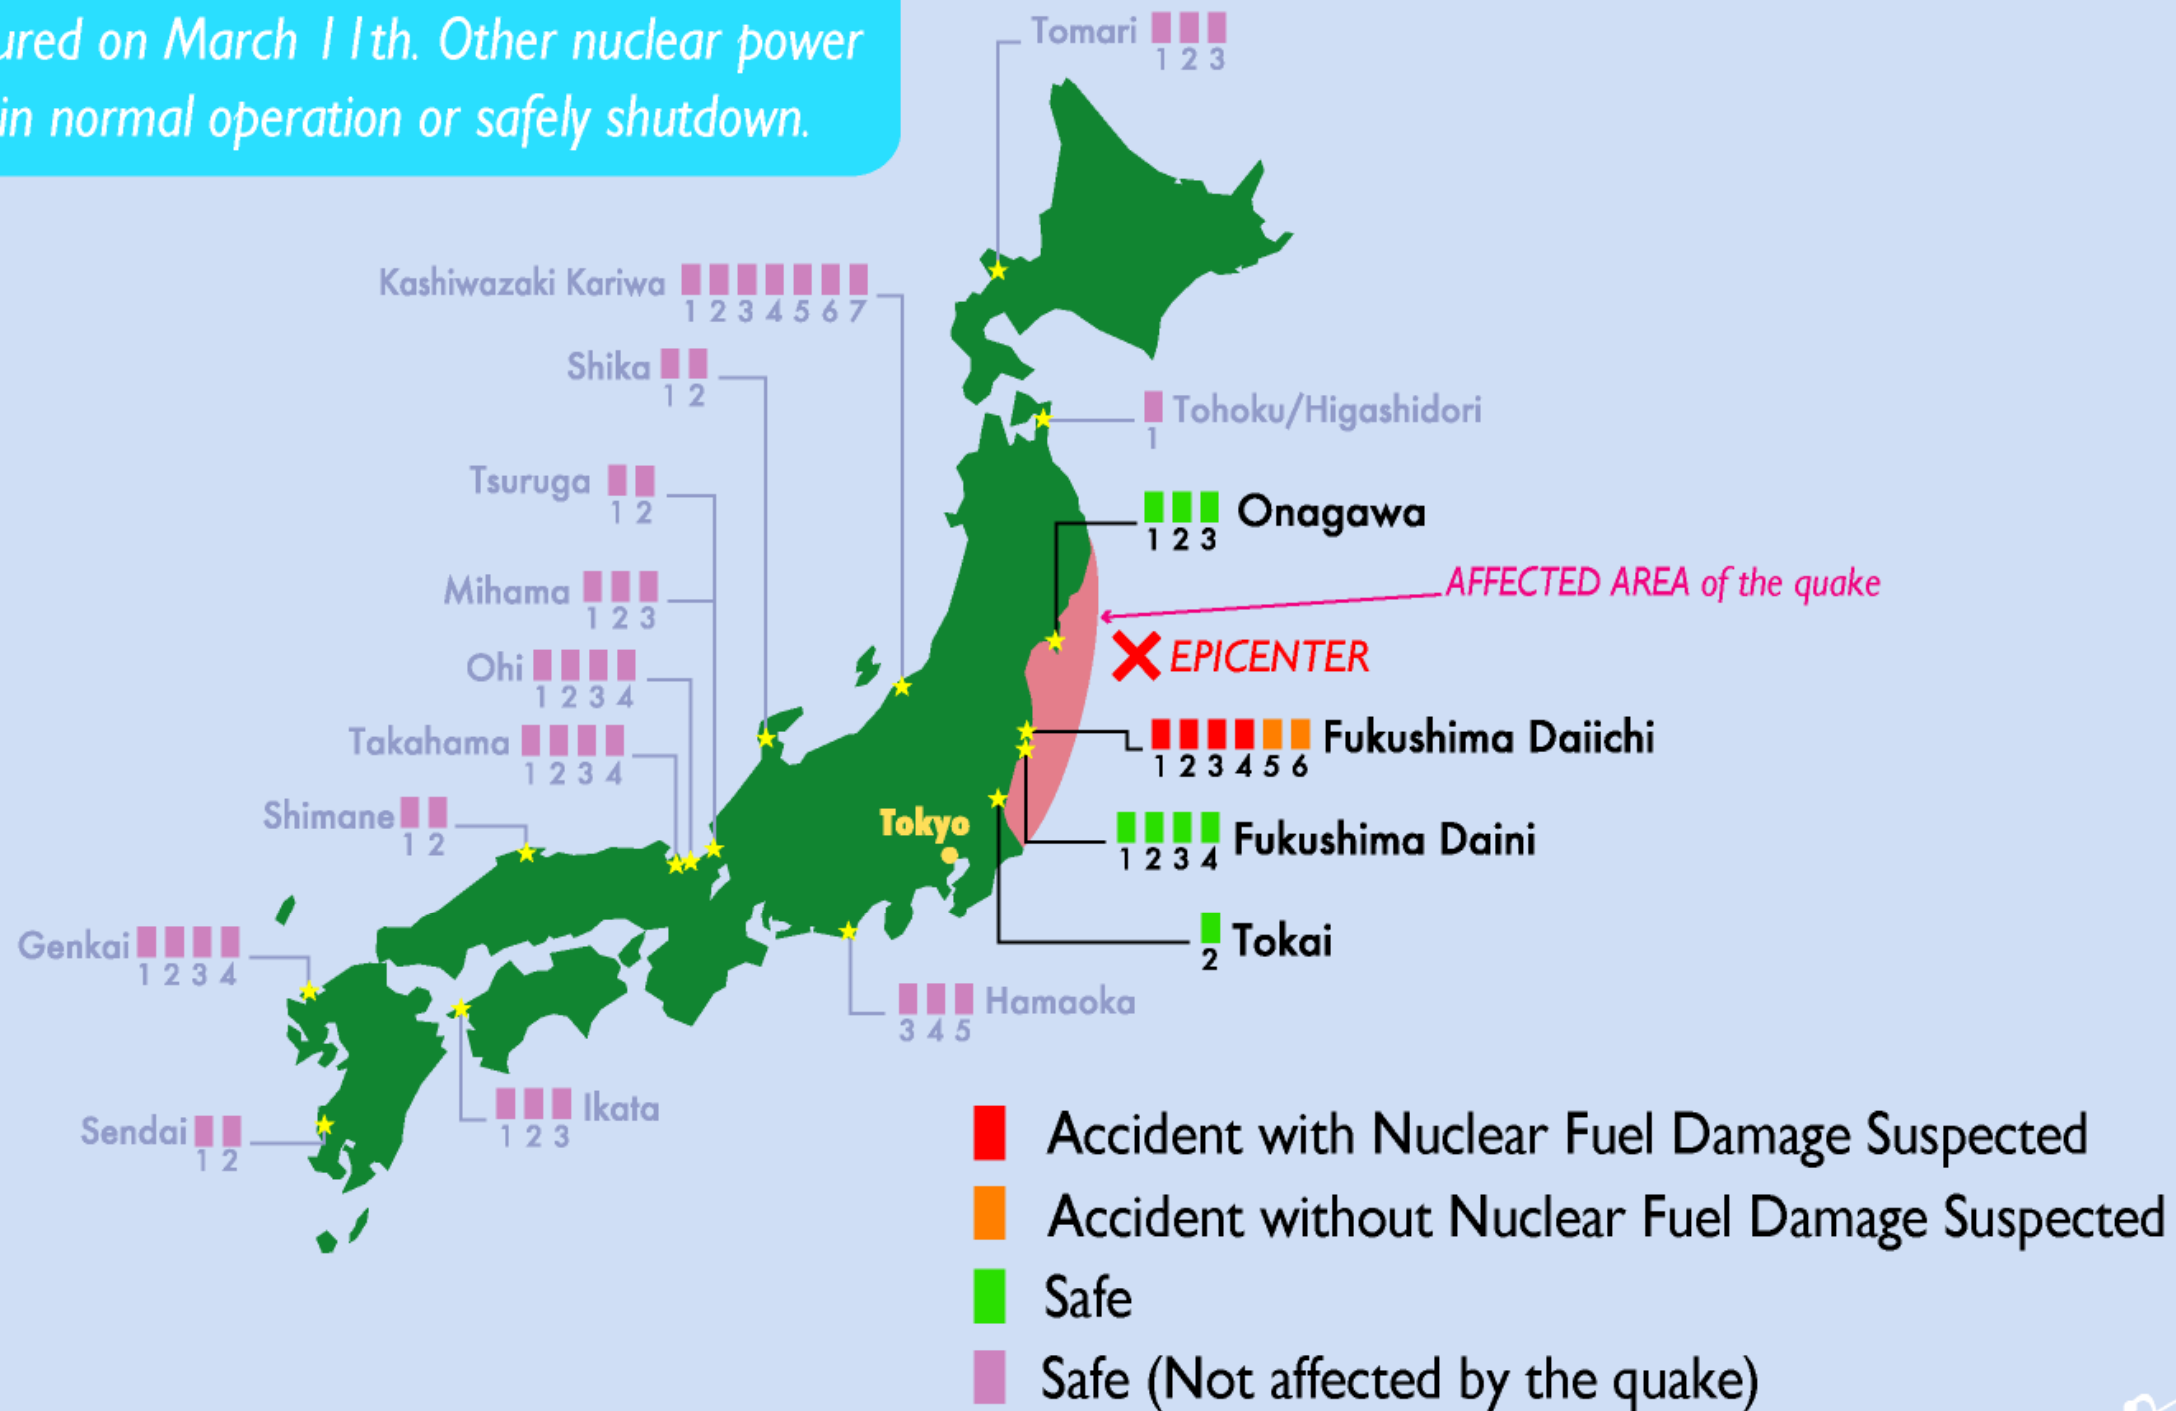 ured on March 11th. Other nuclear power
in normal operation or safely shutdown.
Tomari
1 2 3
Kashiwazaki Kariwa
1 2 3 4 5 6 7
Shika
1 2
Tohoku/Higashidori
1
Tsuruga
1 2
Onagawa
1 2 3
Mihama
1 2 3
AFFECTED AREA of the quake
EPICENTER
Ohi
1 2 3 4
Takahama
1 2 3 4
Fukushima Daiichi
1 2 3 4 5 6
Shimane
1 2
Tokyo
Fukushima Daini
1 2 3 4
Genkai
1 2 3 4
Tokai
2
Hamaoka
3 4 5
Ikata
1 2 3
Sendai
1 2
Accident with Nuclear Fuel Damage Suspected
Accident without Nuclear Fuel Damage Suspected
Safe
Safe (Not affected by the quake)